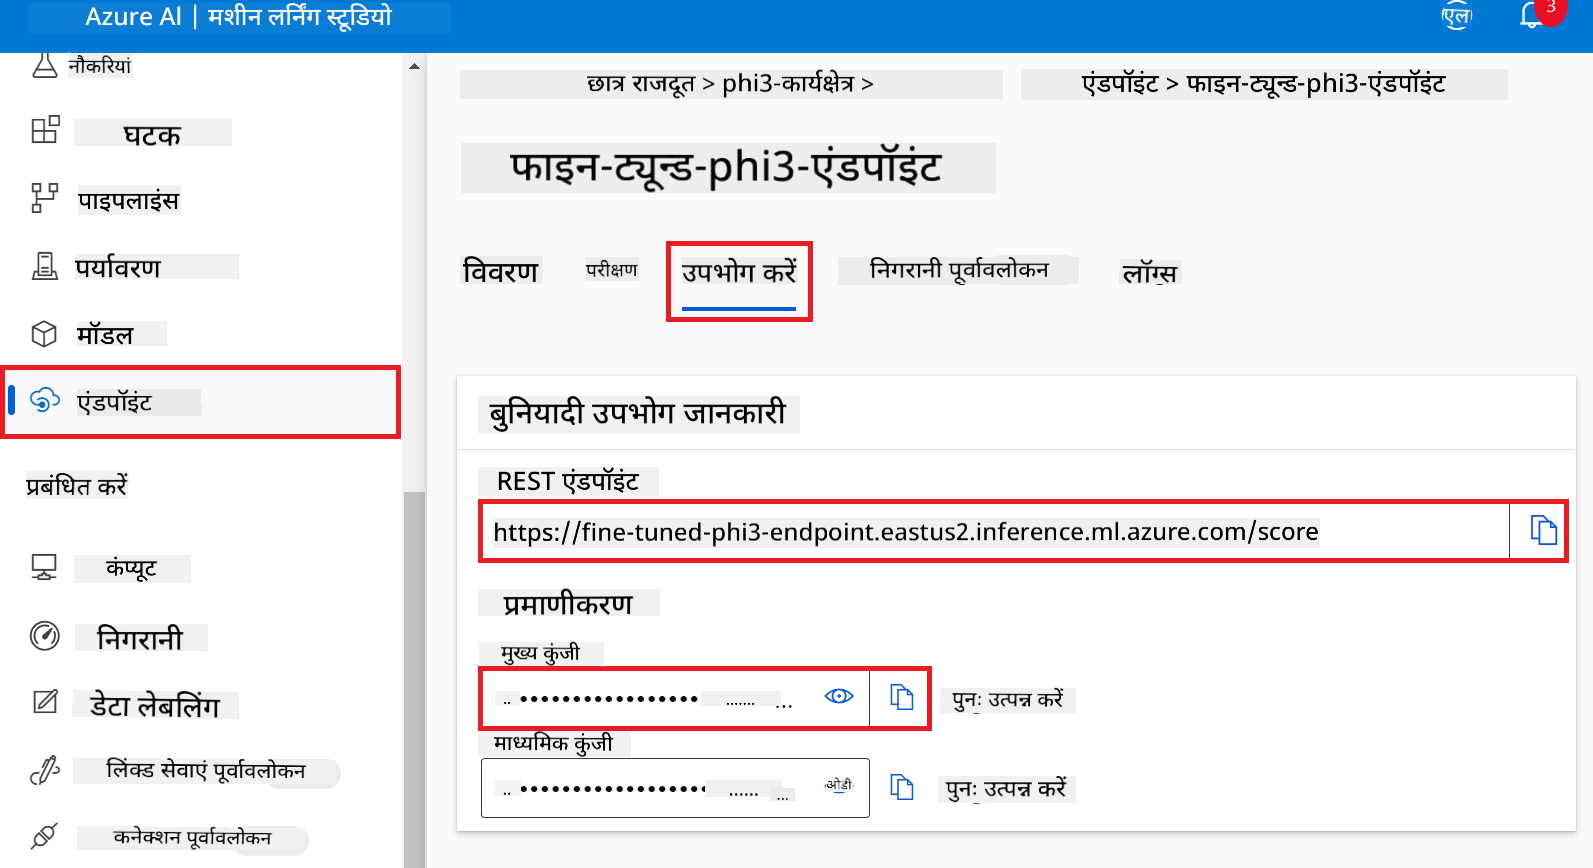 Azure AI | मशीन लर्निंग स्टूडियो
एल
3
नौकरियां
घटक
पाइपलाइंस
पर्यावरण
मॉडल
एंडपॉइंट
प्रबंधित करें
कंप्यूट
निगरानी
डेटा लेबलिंग
लिंक्ड सेवाएं पूर्वावलोकन
कनेक्शन पूर्वावलोकन
छात्र राजदूत > phi3-कार्यक्षेत्र > एंडपॉइंट > फाइन-ट्यून्ड-phi3-एंडपॉइंट
फाइन-ट्यून्ड-phi3-एंडपॉइंट
विवरण परीक्षण उपभोग करें निगरानी पूर्वावलोकन लॉग्स
बुनियादी उपभोग जानकारी
REST एंडपॉइंट
https://fine-tuned-phi3-endpoint.eastus2.inference.ml.azure.com/score
प्रमाणीकरण
मुख्य कुंजी
पुनः उत्पन्न करें
माध्यमिक कुंजी
ओडी
पुनः उत्पन्न करें